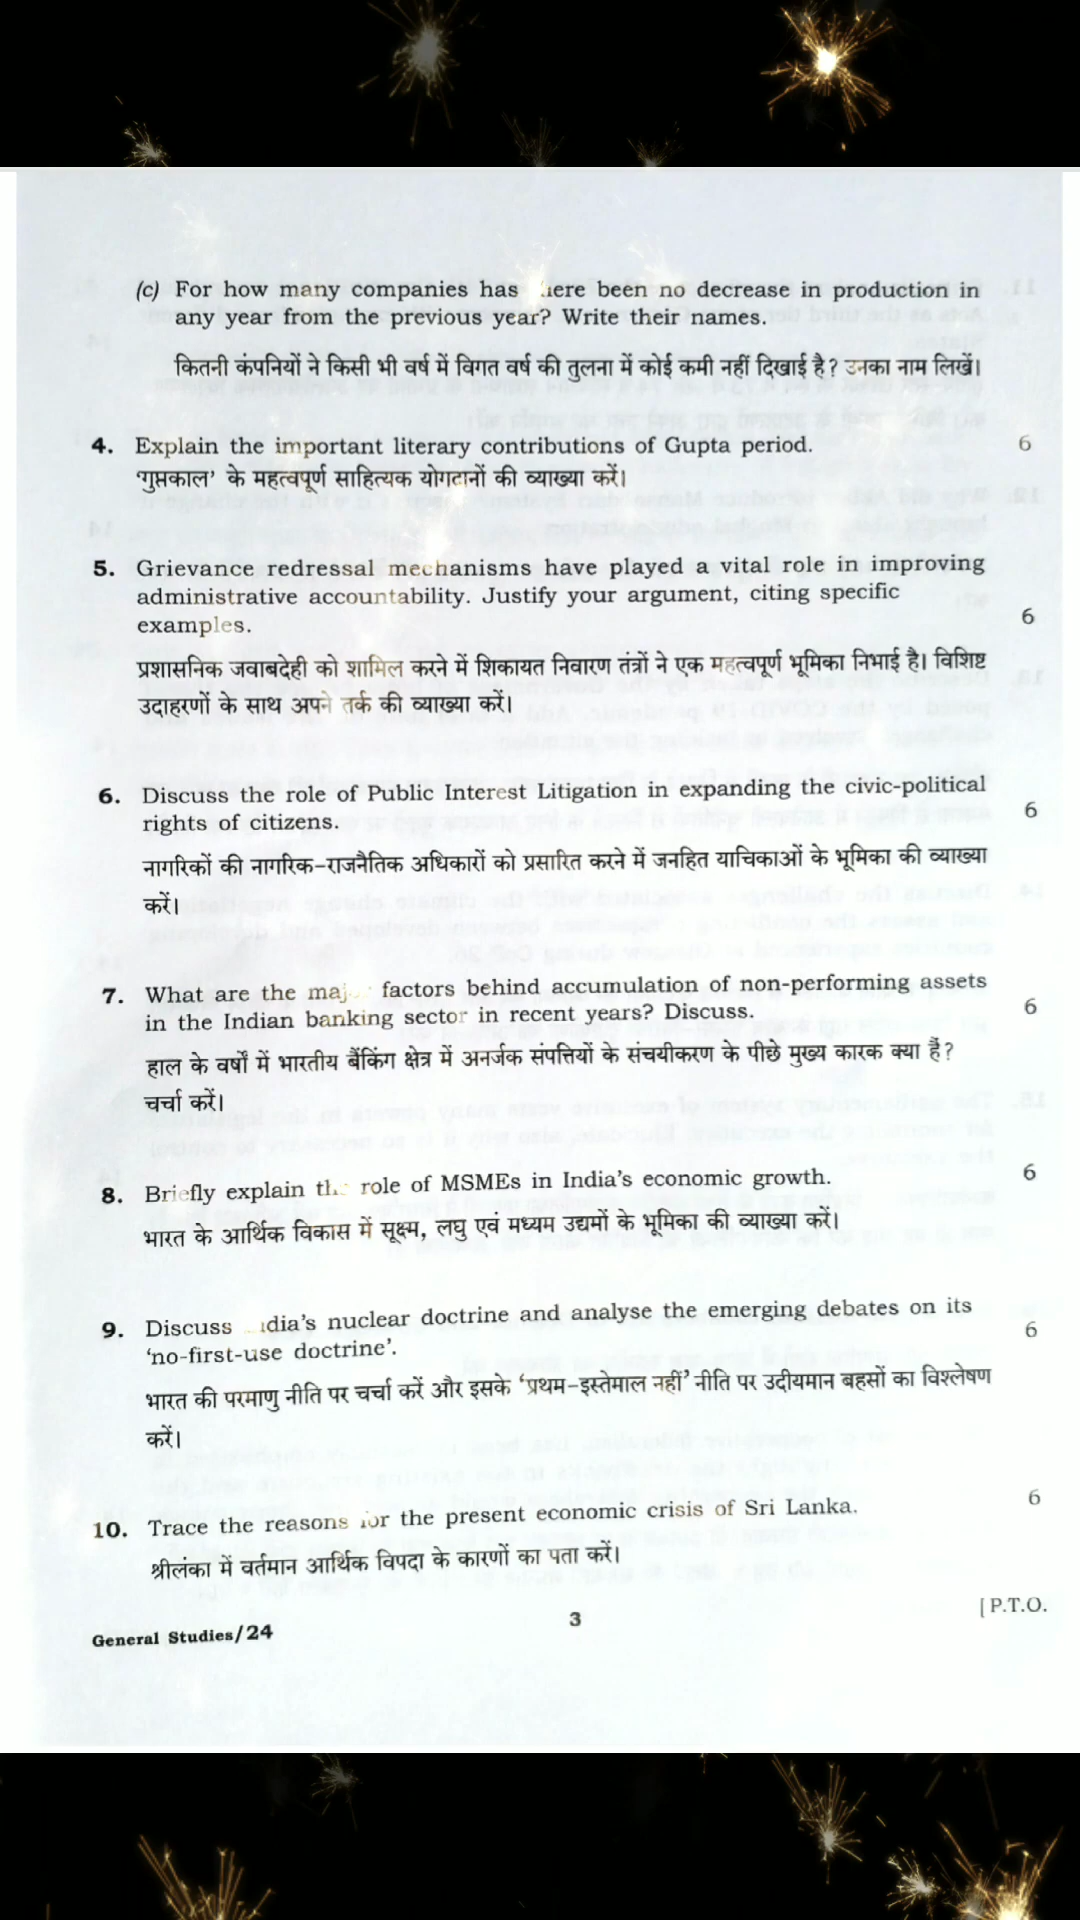 (c) For how many companies has there been no decrease in production in
any year from the previous year? Write their names.
कितनी कंपनियों ने किसी भी वर्ष में विगत वर्ष की तुलना में कोई कमी नहीं दिखाई है? उनका नाम लिखें।
4. Explain the important literary contributions of Gupta period. 6
'गुप्तकाल' के महत्वपूर्ण साहित्यिक योगदानों की व्याख्या करें।
5. Grievance redressal mechanisms have played a vital role in improving
administrative accountability. Justify your argument, citing specific
examples. 6
प्रशासनिक जवाबदेही को शामिल करने में शिकायत निवारण तंत्रों ने एक महत्वपूर्ण भूमिका निभाई है। विशिष्ट
उदाहरणों के साथ अपने तर्क की व्याख्या करें।
6. Discuss the role of Public Interest Litigation in expanding the civic-political
rights of citizens. 6
नागरिकों की नागरिक-राजनैतिक अधिकारों को प्रसारित करने में जनहित याचिकाओं के भूमिका की व्याख्या
करें।
7. What are the major factors behind accumulation of non-performing assets
in the Indian banking sector in recent years? Discuss. 6
हाल के वर्षों में भारतीय बैंकिंग क्षेत्र में अनर्जक संपत्तियों के संचयीकरण के पीछे मुख्य कारक क्या हैं?
चर्चा करें।
8. Briefly explain the role of MSMEs in India's economic growth. 6
भारत के आर्थिक विकास में सूक्ष्म, लघु एवं मध्यम उद्यमों के भूमिका की व्याख्या करें।
9. Discuss India's nuclear doctrine and analyse the emerging debates on its
'no-first-use doctrine'. 6
भारत की परमाणु नीति पर चर्चा करें और इसके 'प्रथम-इस्तेमाल नहीं' नीति पर उदीयमान बहसों का विश्लेषण
करें।
10. Trace the reasons for the present economic crisis of Sri Lanka. 6
श्रीलंका में वर्तमान आर्थिक विपदा के कारणों का पता करें।
General Studies/24 3 [ P.T.O.